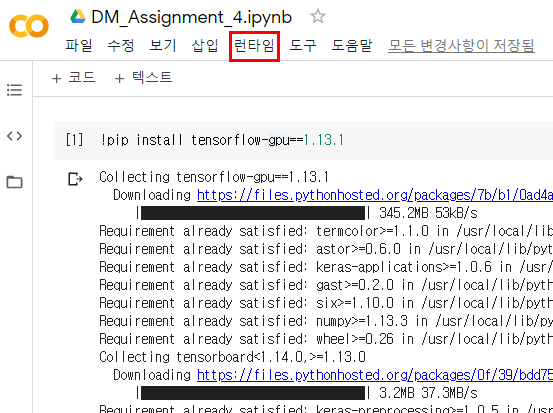 DM_Assignment_4.ipynb
파일 수정 보기 삽입 런타임 도구 도움말 모든 변경사항이 저장됨
+ 코드 + 텍스트
[1] !pip install tensorflow-gpu==1.13.1
Collecting tensorflow-gpu==1.13.1
Downloading https://files.pythonhosted.org/packages/7b/b1/0ad4a
|████████████████████████████████| 345.2MB 53kB/s
Requirement already satisfied: termcolor>=1.1.0 in /usr/local/lib/
Requirement already satisfied: astor>=0.6.0 in /usr/local/lib/pyth
Requirement already satisfied: keras-applications>=1.0.6 in /usr/l
Requirement already satisfied: gast>=0.2.0 in /usr/local/lib/pytho
Requirement already satisfied: six>=1.10.0 in /usr/local/lib/pytho
Requirement already satisfied: numpy>=1.13.3 in /usr/local/lib/pyt
Requirement already satisfied: wheel>=0.26 in /usr/local/lib/pytho
Collecting tensorboard<1.14.0,>=1.13.0
Downloading https://files.pythonhosted.org/packages/0f/39/bdd75
|████████████████████████████████| 3.2MB 37.3MB/s
Requirement already satisfied: keras-preprocessing>=1.0.5 in /usr/